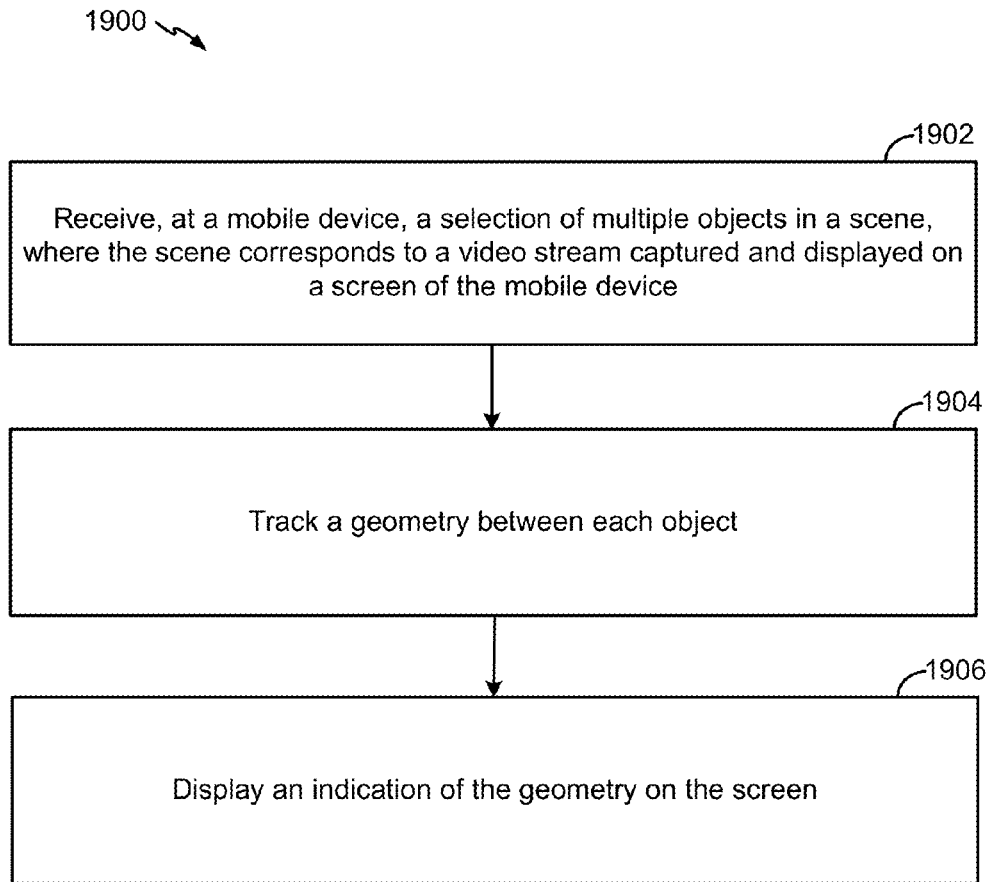 1900
1902
Receive, at a mobile device, a selection of multiple objects in a scene,
where the scene corresponds to a video stream captured and displayed on
a screen of the mobile device
1904
Track a geometry between each object
1906
Display an indication of the geometry on the screen